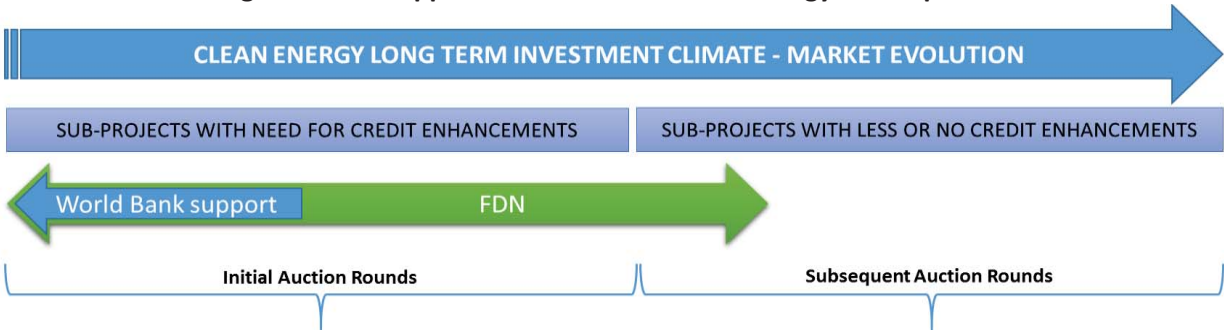 CLEAN ENERGY LONG TERM INVESTMENT CLIMATE - MARKET EVOLUTION
SUB-PROJECTS WITH NEED FOR CREDIT ENHANCEMENTS
SUB-PROJECTS WITH LESS OR NO CREDIT ENHANCEMENTS
World Bank support
FDN
Initial Auction Rounds
Subsequent Auction Rounds